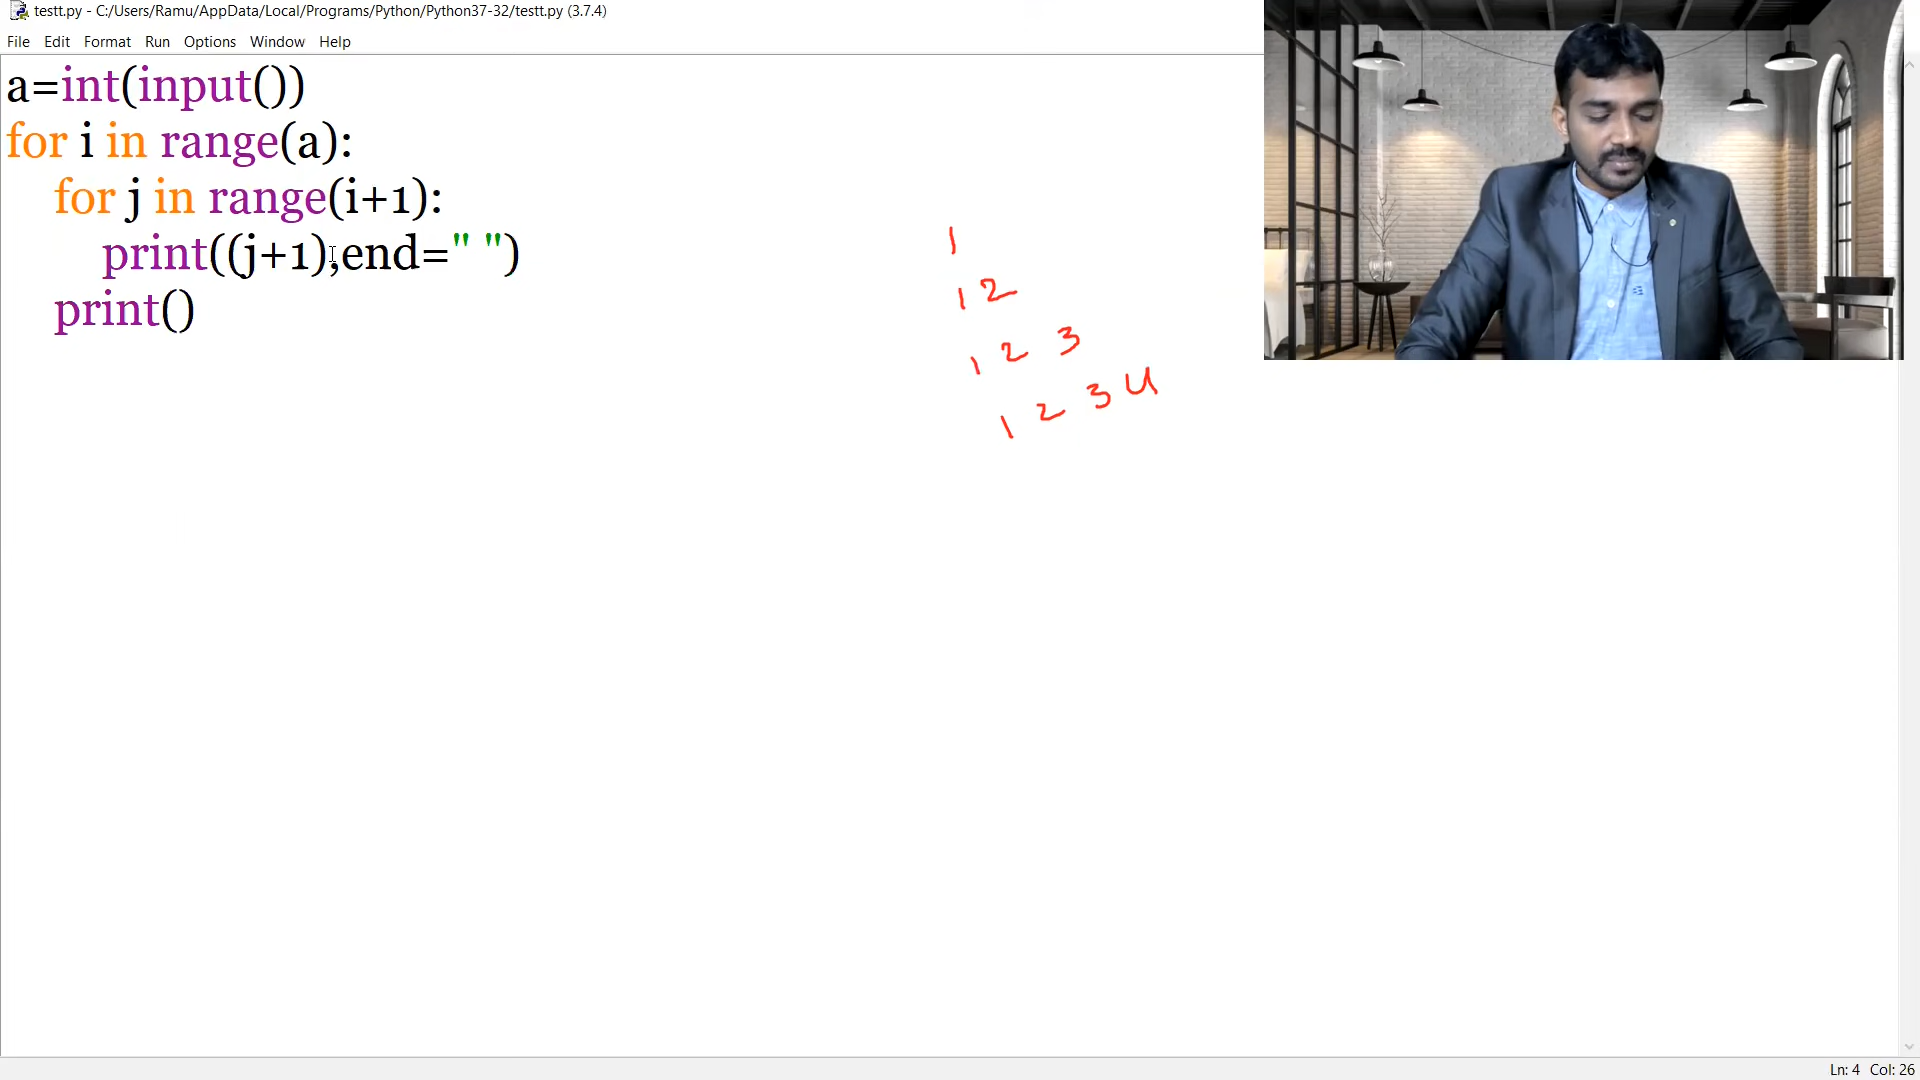 testt.py - C:/Users/Ramu/AppData/Local/Programs/Python/Python37-32/testt.py (3.7.4)
File Edit Format Run Options Window Help
a=int(input())
for i in range(a):
    for j in range(i+1):
        print((j+1),end=" ")
    print()
1
1 2
1 2 3
1 2 3 4
Ln: 4 Col: 26